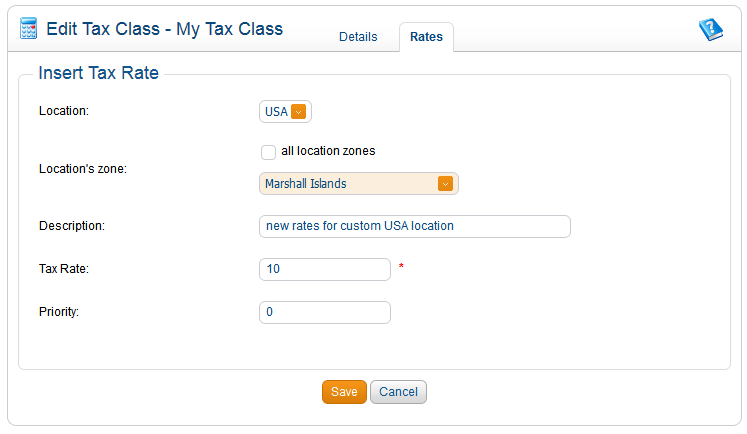 Edit Tax Class - My Tax Class
Details
Rates
?
Insert Tax Rate
Location:
USA
all location zones
Location's zone:
Marshall Islands
Description:
new rates for custom USA location
Tax Rate:
10 *
Priority:
0
Save
Cancel